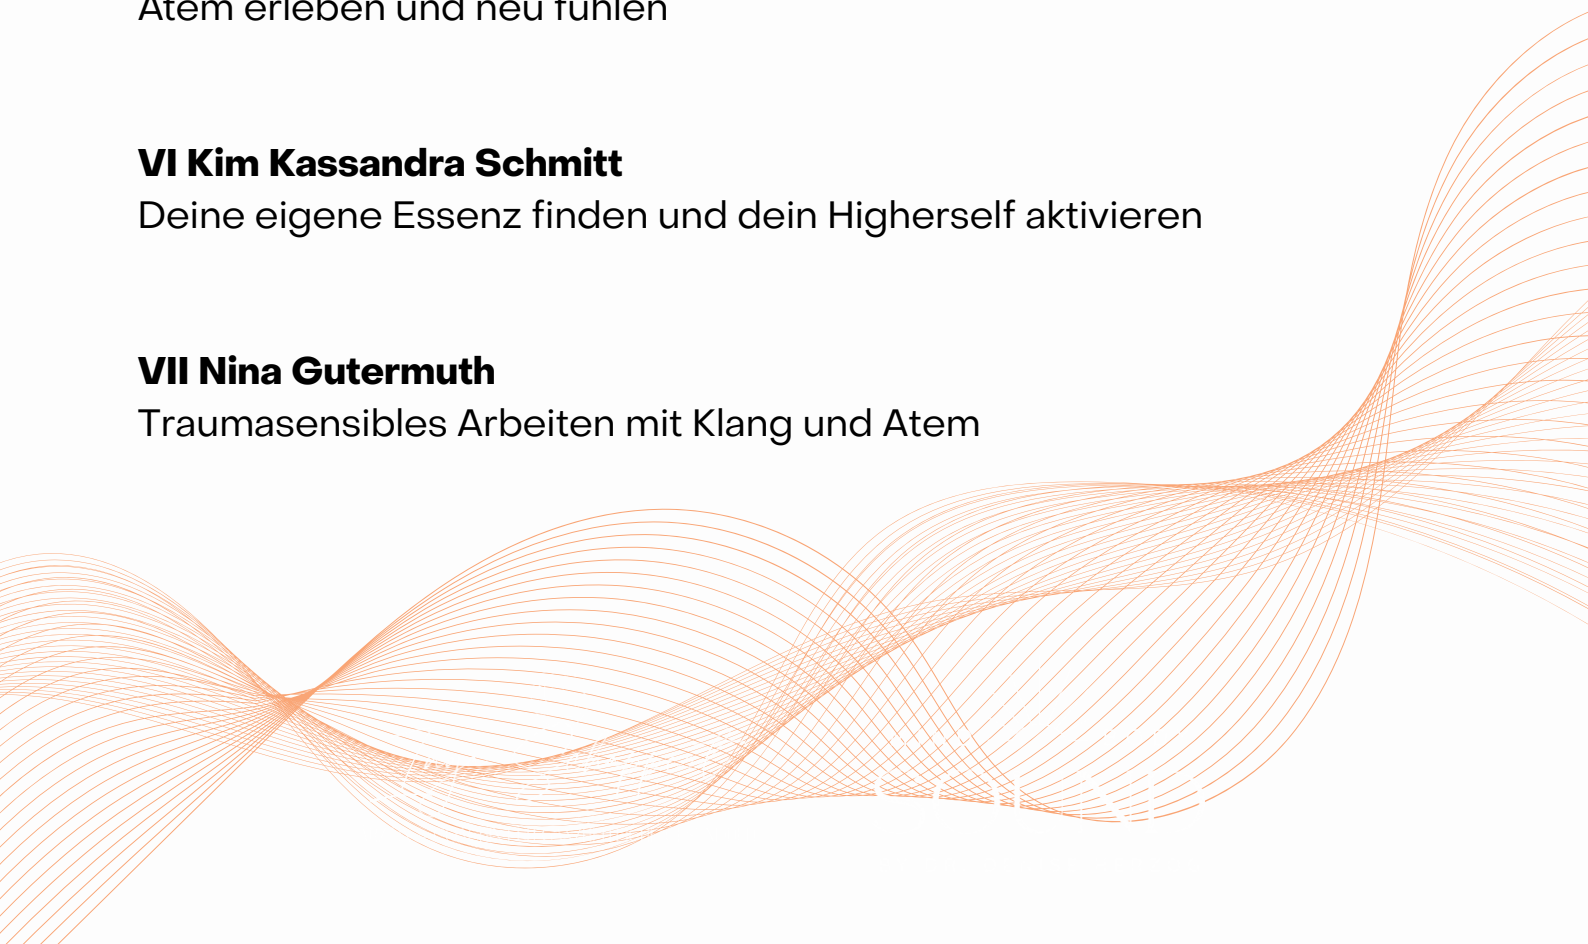 Atem erleben und neu fühlen
VI Kim Kassandra Schmitt
Deine eigene Essenz finden und dein Higherself aktivieren
VII Nina Gutermuth
Traumasensibles Arbeiten mit Klang und Atem